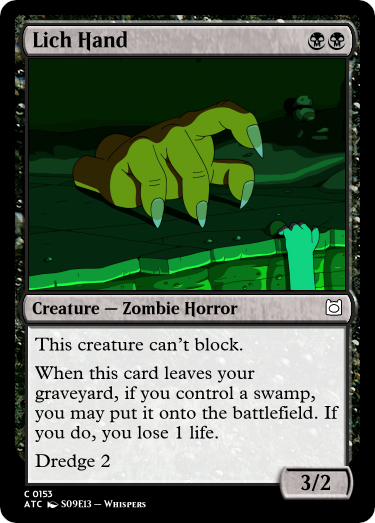 Lich Hand
This creature can't block.
When this card leaves your
graveyard, if you control a swamp,
you may put it onto the battlefield. If
you do, you lose 1 life.
Dredge 2
Creature — Zombie Horror
3/2
C 0153
ATC S09E13 – Whispers